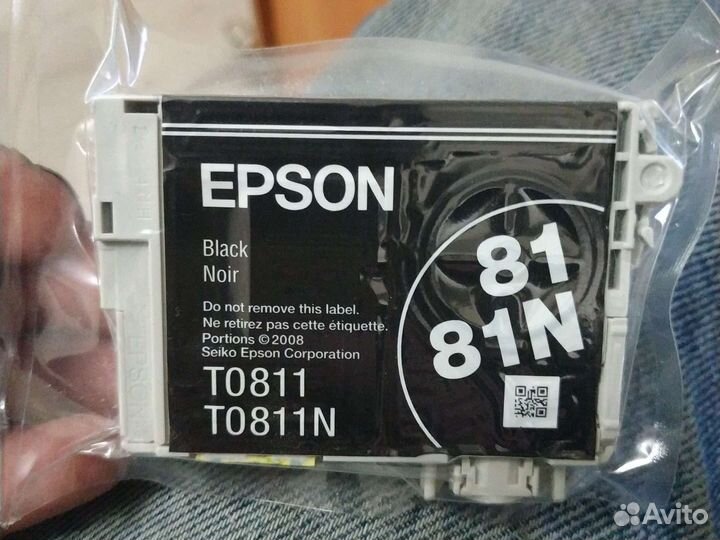 EPSON
Black
Noir
Do not remove this label.
Ne retirez pas cette étiquette.
Portions © 2008
Seiko Epson Corporation
T0811
T0811N
81
81N
Avito